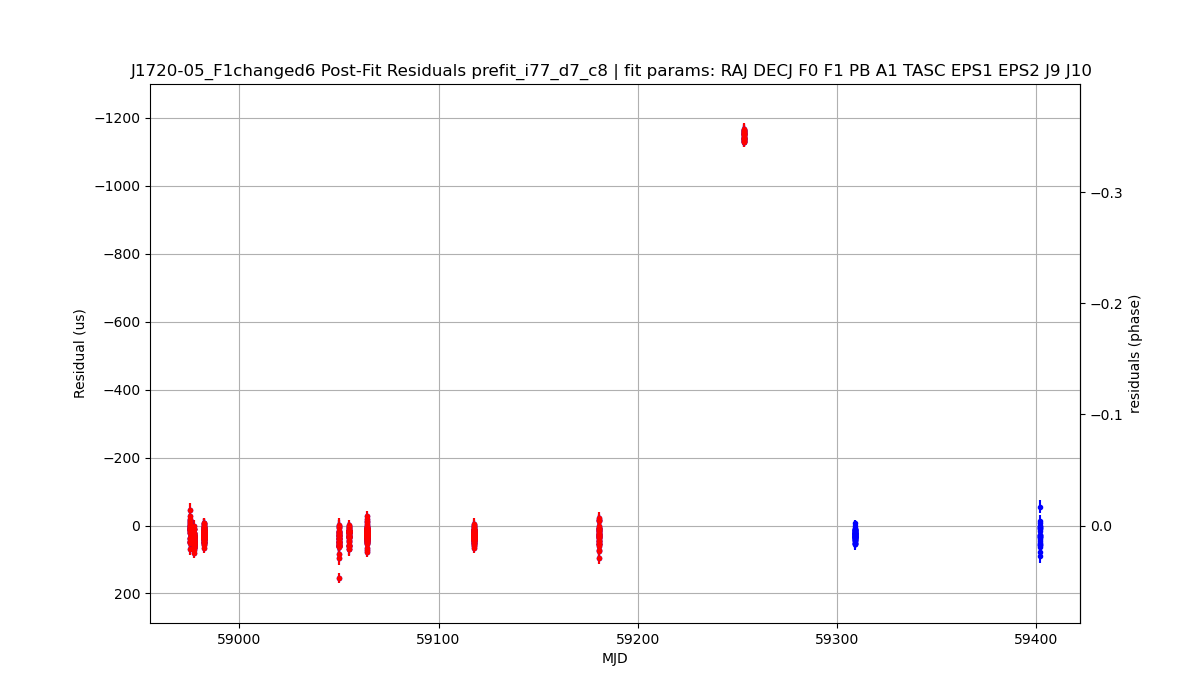 J1720-05_F1changed6 Post-Fit Residuals prefit_i77_d7_c8 | fit params: RAJ DECJ F0 F1 PB A1 TASC EPS1 EPS2 J9 J10
−1200
−1000
−800
−600
−400
−200
0
200
Residual (us)
−0.3
−0.2
−0.1
0.0
residuals (phase)
59000 59100 59200 59300 59400
MJD